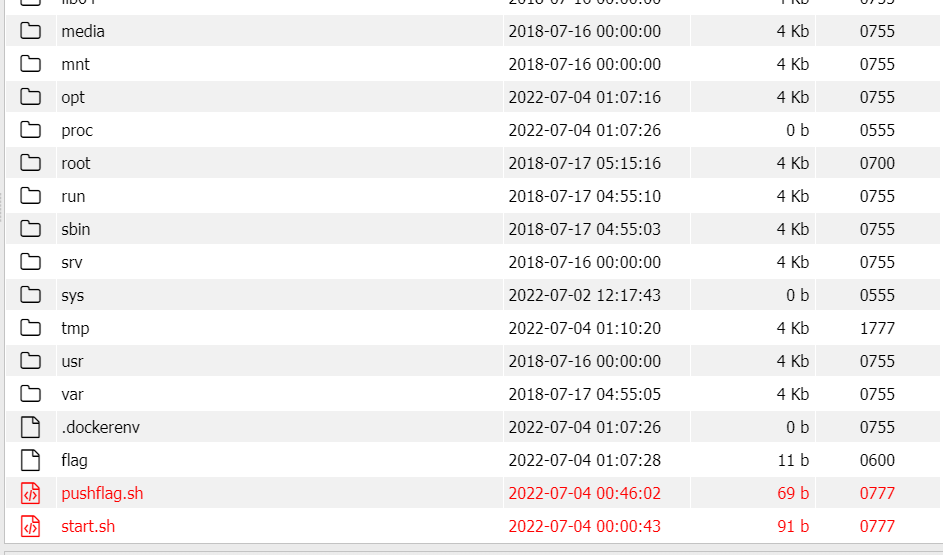 media 2018-07-16 00:00:00 4 Kb 0755
mnt 2018-07-16 00:00:00 4 Kb 0755
opt 2022-07-04 01:07:16 4 Kb 0755
proc 2022-07-04 01:07:26 0 b 0555
root 2018-07-17 05:15:16 4 Kb 0700
run 2018-07-17 04:55:10 4 Kb 0755
sbin 2018-07-17 04:55:03 4 Kb 0755
srv 2018-07-16 00:00:00 4 Kb 0755
sys 2022-07-02 12:17:43 0 b 0555
tmp 2022-07-04 01:10:20 4 Kb 1777
usr 2018-07-16 00:00:00 4 Kb 0755
var 2018-07-17 04:55:05 4 Kb 0755
.dockerenv 2022-07-04 01:07:26 0 b 0755
flag 2022-07-04 01:07:28 11 b 0600
pushflag.sh 2022-07-04 00:46:02 69 b 0777
start.sh 2022-07-04 00:00:43 91 b 0777